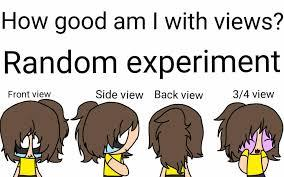 How good am I with views?
Random experiment
Front view Side view Back view 3/4 view